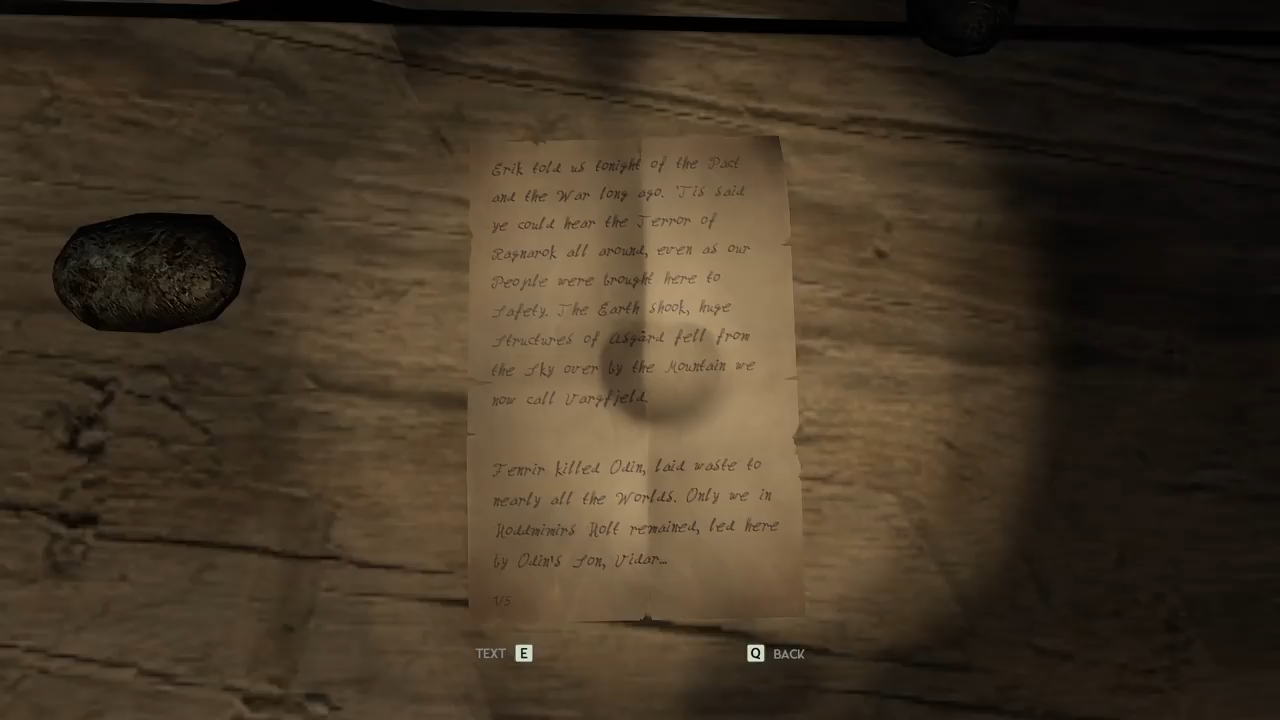 Erik told us tonight of the Pact
and the War long ago. 'Tis said
ye could hear the Terror of
Ragnarok all around, even as our
People were brought here to
Safety. The Earth shook, huge
Structures of Asgard fell from
the Sky over by the Mountain we
now call Vargfjeld.
Fenrir killed Odin, laid waste to
nearly all the Worlds. Only we in
Hoddmimirs Holt remained, led here
by Odin's Son, Vidar...
1/5
TEXT E
Q BACK